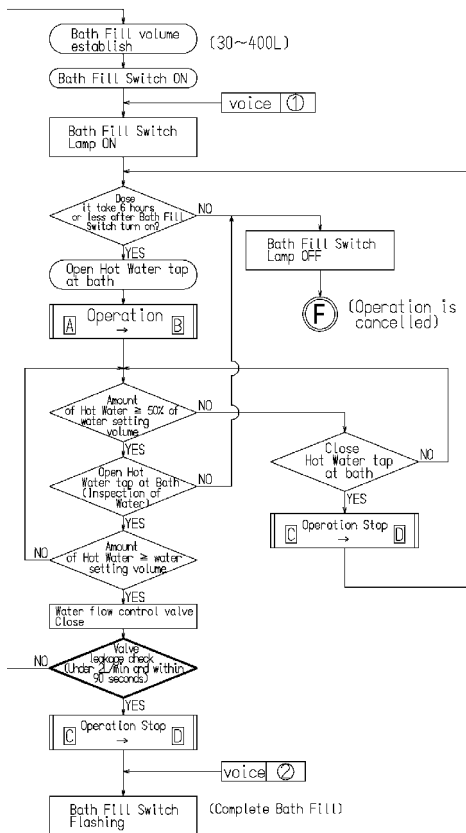 Bath Fill volume
establish
(30~400L)
Bath Fill Switch ON
voice ①
Bath Fill Switch
Lamp ON
Dose
it take 6 hours
or less after Bath Fill
Switch turn on?
NO
YES
Bath Fill Switch
Lamp OFF
Open Hot Water tap
at bath
F
(Operation is
cancelled)
Operation
A → B
Amount
of Hot Water ≧ 50% of
water setting
volume
NO
YES
Close
Hot Water tap
at bath
NO
YES
Open Hot
Water tap at Bath
(Inspection of
Water)
NO
YES
Operation Stop
C → D
Amount
of Hot Water ≧ water
setting volume
NO
YES
Water flow control valve
Close
Valve
leakage check
(Under 2L/min and within
90 seconds)
NO
YES
Operation Stop
C → D
voice ②
Bath Fill Switch
Flashing
(Complete Bath Fill)